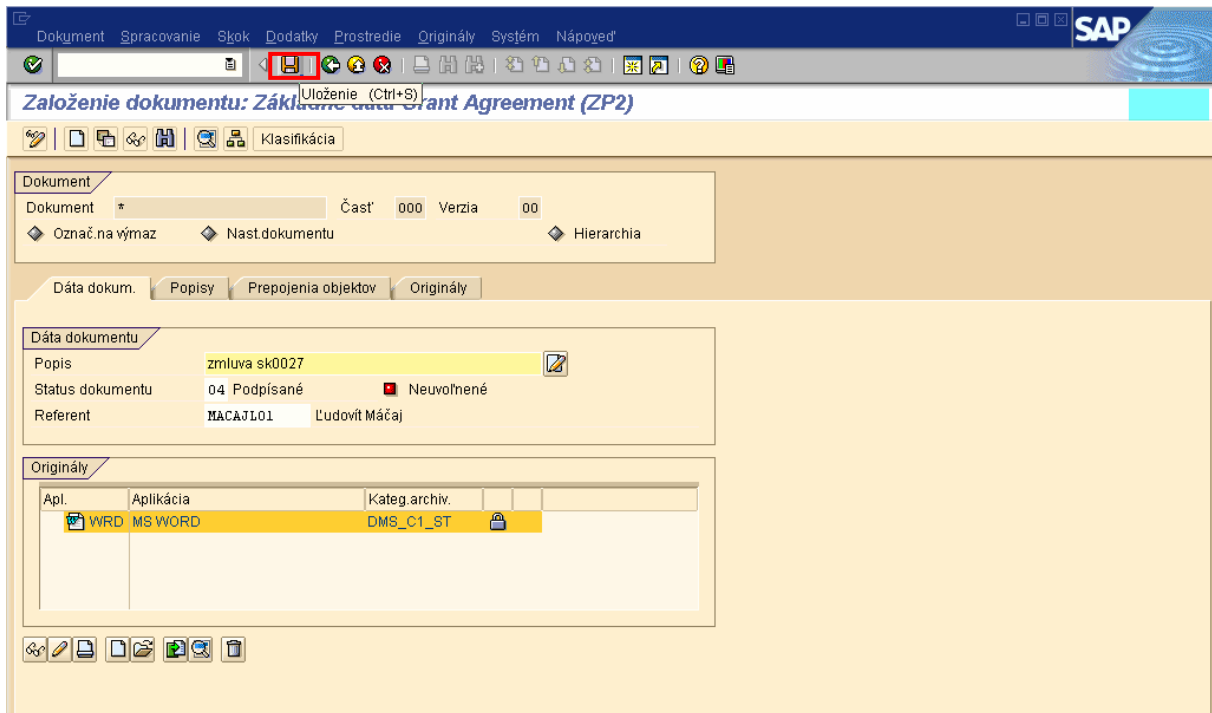 Dokument Spracovanie Skok Dodatky Prostredie Originály Systém Nápoveď
SAP
Uloženie (Ctrl+S)
Založenie dokumentu: Základné dáta Grant Agreement (ZP2)
Klasifikácia
Dokument
Dokument * Časť 000 Verzia 00
Označ.na výmaz Nast.dokumentu Hierarchia
Dáta dokum. Popisy Prepojenia objektov Originály
Dáta dokumentu
Popis zmluva sk0027
Status dokumentu 04 Podpísané Neuvoľnené
Referent MACAJL01 Ľudovít Máčaj
Originály
Apl. Aplikácia Kateg.archiv.
WRD MS WORD DMS_C1_ST